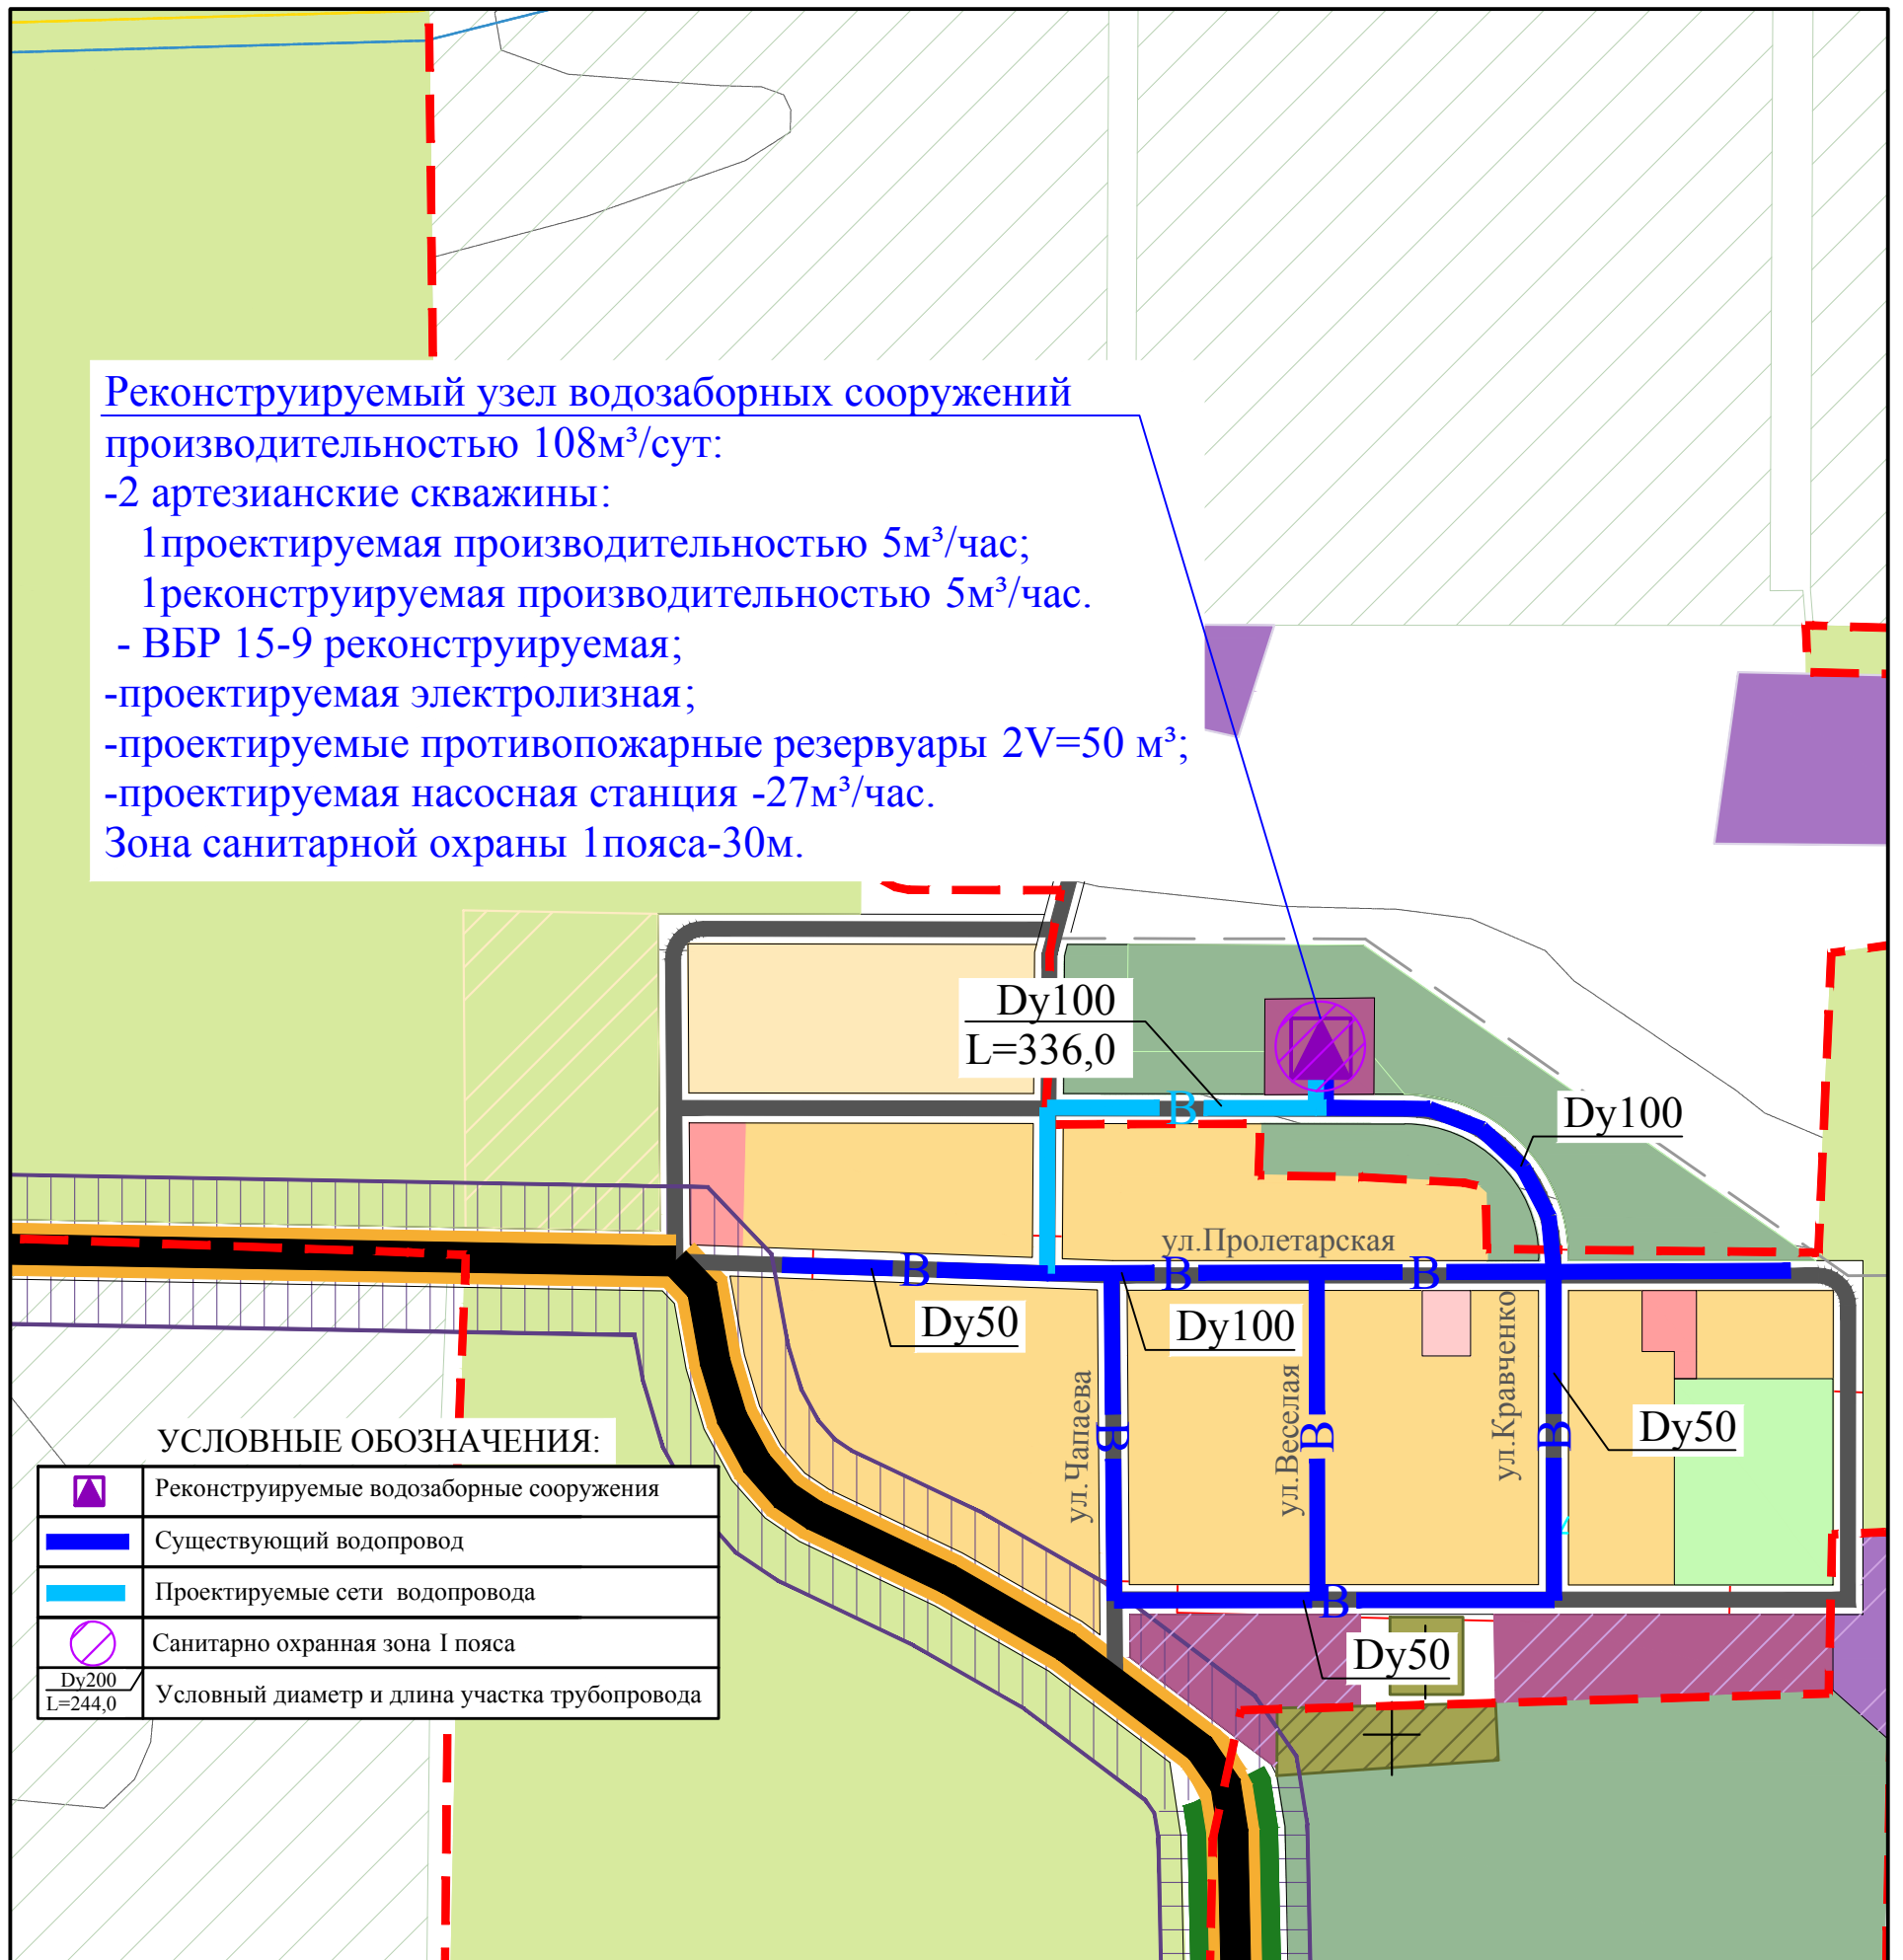 Реконструируемый узел водозаборных сооружений
производительностью 108м³/сут:
-2 артезианские скважины:
1проектируемая производительностью 5м³/час;
1реконструируемая производительностью 5м³/час.
- ВБР 15-9 реконструируемая;
-проектируемая электролизная;
-проектируемые противопожарные резервуары 2V=50 м³;
-проектируемая насосная станция -27м³/час.
Зона санитарной охраны 1пояса-30м.
Dy100
L=336,0
В
Dy100
ул.Пролетарская
В
В
В
Dy50
Dy100
ул.Чапаева
В
ул.Веселая
В
ул.Кравченко
В
Dy50
В
Dy50
УСЛОВНЫЕ ОБОЗНАЧЕНИЯ:
Реконструируемые водозаборные сооружения
Существующий водопровод
Проектируемые сети водопровода
Санитарно охранная зона I пояса
Dy200
L=244,0
Условный диаметр и длина участка трубопровода